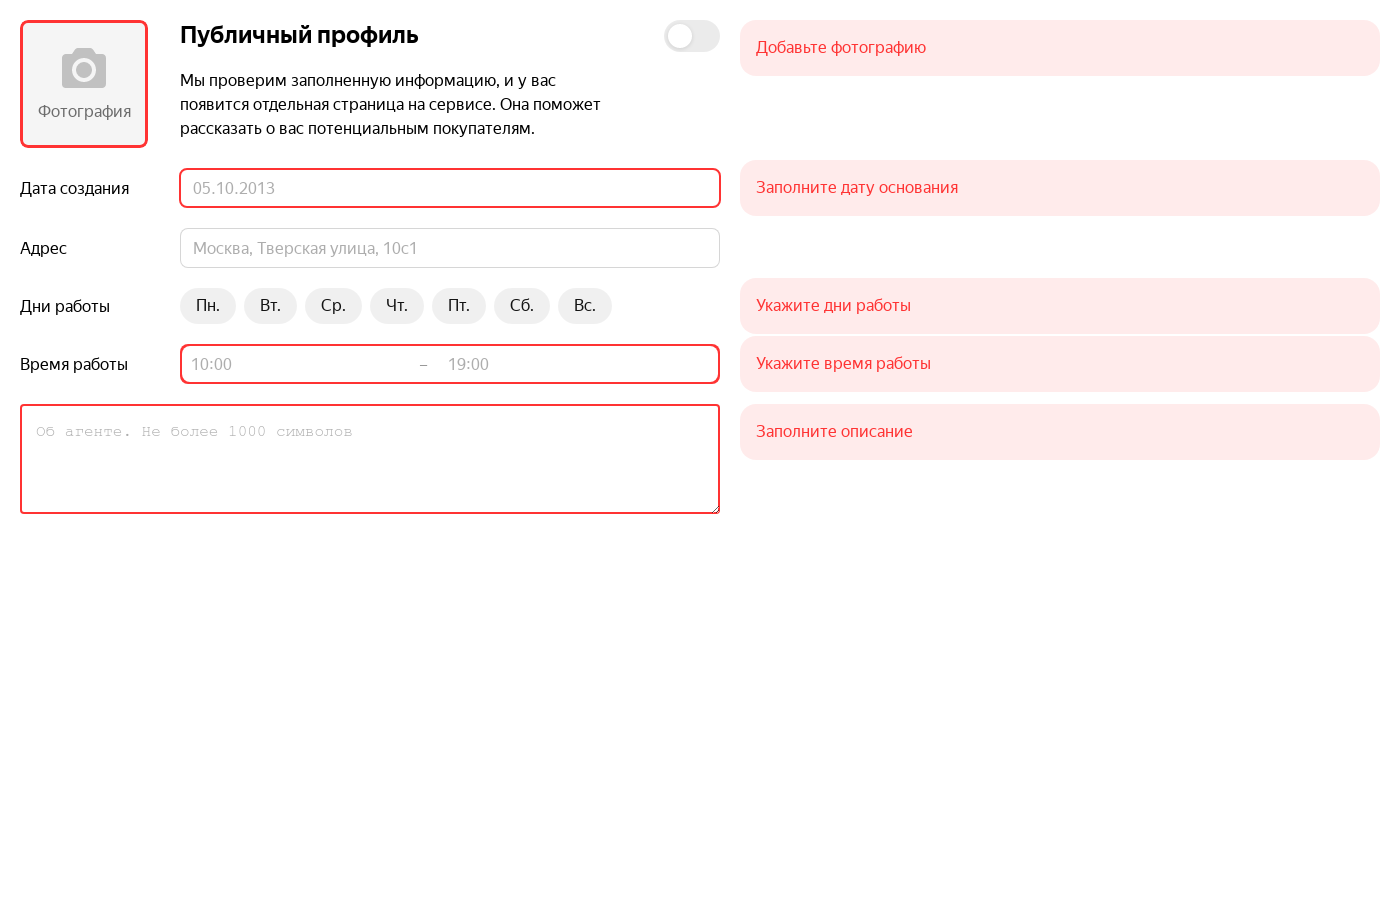 Фотография
Публичный профиль
Добавьте фотографию
Мы проверим заполненную информацию, и у вас
появится отдельная страница на сервисе. Она поможет
рассказать о вас потенциальным покупателям.
Дата создания
05.10.2013
Заполните дату основания
Адрес
Москва, Тверская улица, 10с1
Дни работы
Пн. Вт. Ср. Чт. Пт. Сб. Вс.
Укажите дни работы
Время работы
10:00 – 19:00
Укажите время работы
Об агенте. Не более 1000 символов
Заполните описание